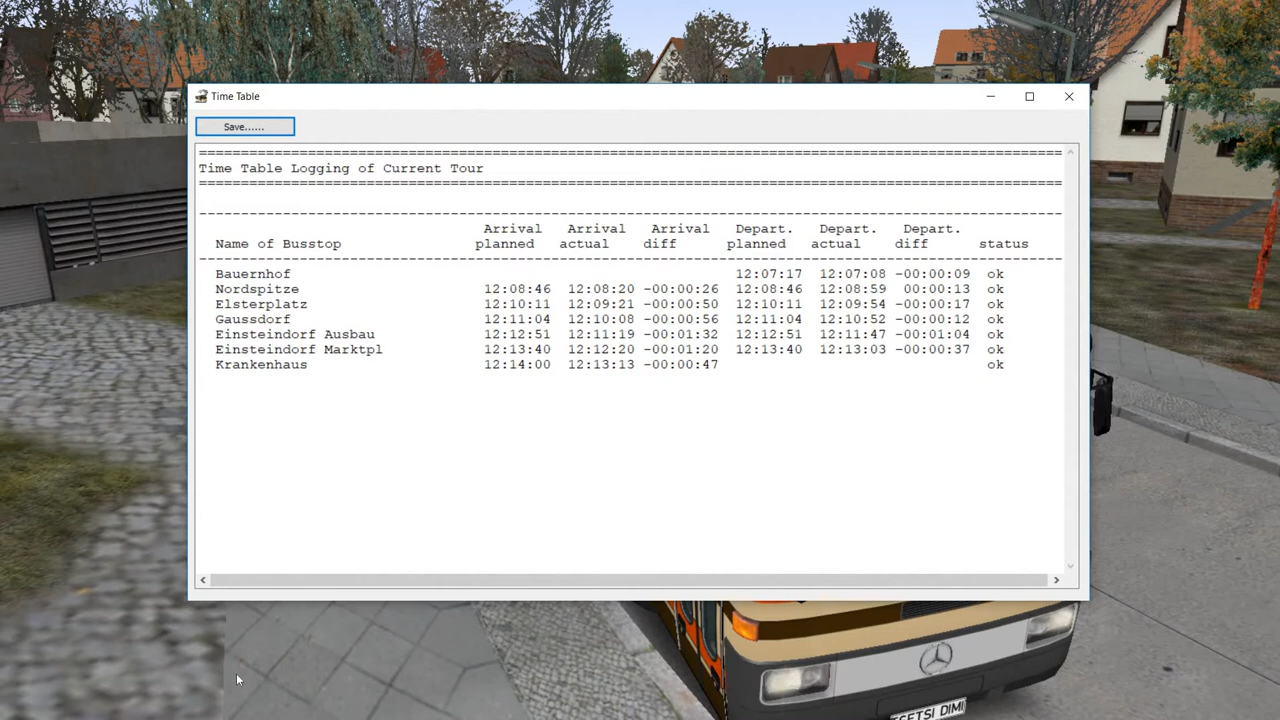 Time Table
Save......
==========================================================================================================
Time Table Logging of Current Tour
==========================================================================================================
----------------------------------------------------------------------------------------------------------
Arrival Arrival Arrival Depart. Depart. Depart.
Name of Busstop planned actual diff planned actual diff status
----------------------------------------------------------------------------------------------------------
Bauernhof 12:07:17 12:07:08 -00:00:09 ok
Nordspitze 12:08:46 12:08:20 -00:00:26 12:08:46 12:08:59 00:00:13 ok
Elsterplatz 12:10:11 12:09:21 -00:00:50 12:10:11 12:09:54 -00:00:17 ok
Gaussdorf 12:11:04 12:10:08 -00:00:56 12:11:04 12:10:52 -00:00:12 ok
Einsteindorf Ausbau 12:12:51 12:11:19 -00:01:32 12:12:51 12:11:47 -00:01:04 ok
Einsteindorf Marktpl 12:13:40 12:12:20 -00:01:20 12:13:40 12:13:03 -00:00:37 ok
Krankenhaus 12:14:00 12:13:13 -00:00:47 ok